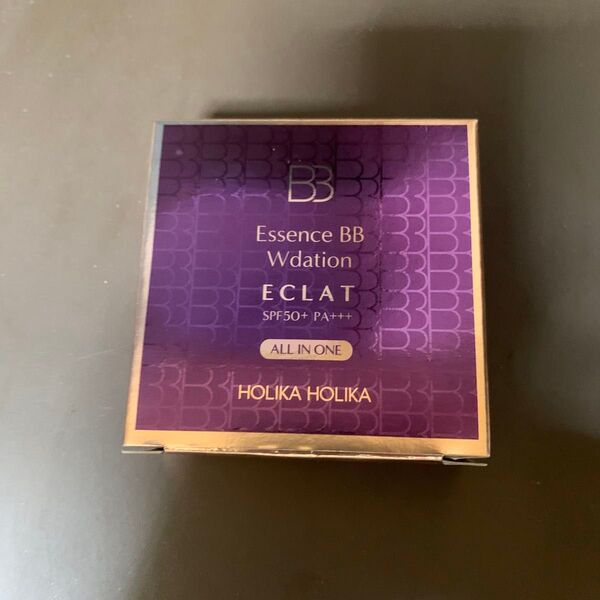 BB
Essence BB
Wdation
ECLAT
SPF50+ PA+++
ALL IN ONE
HOLIKA HOLIKA